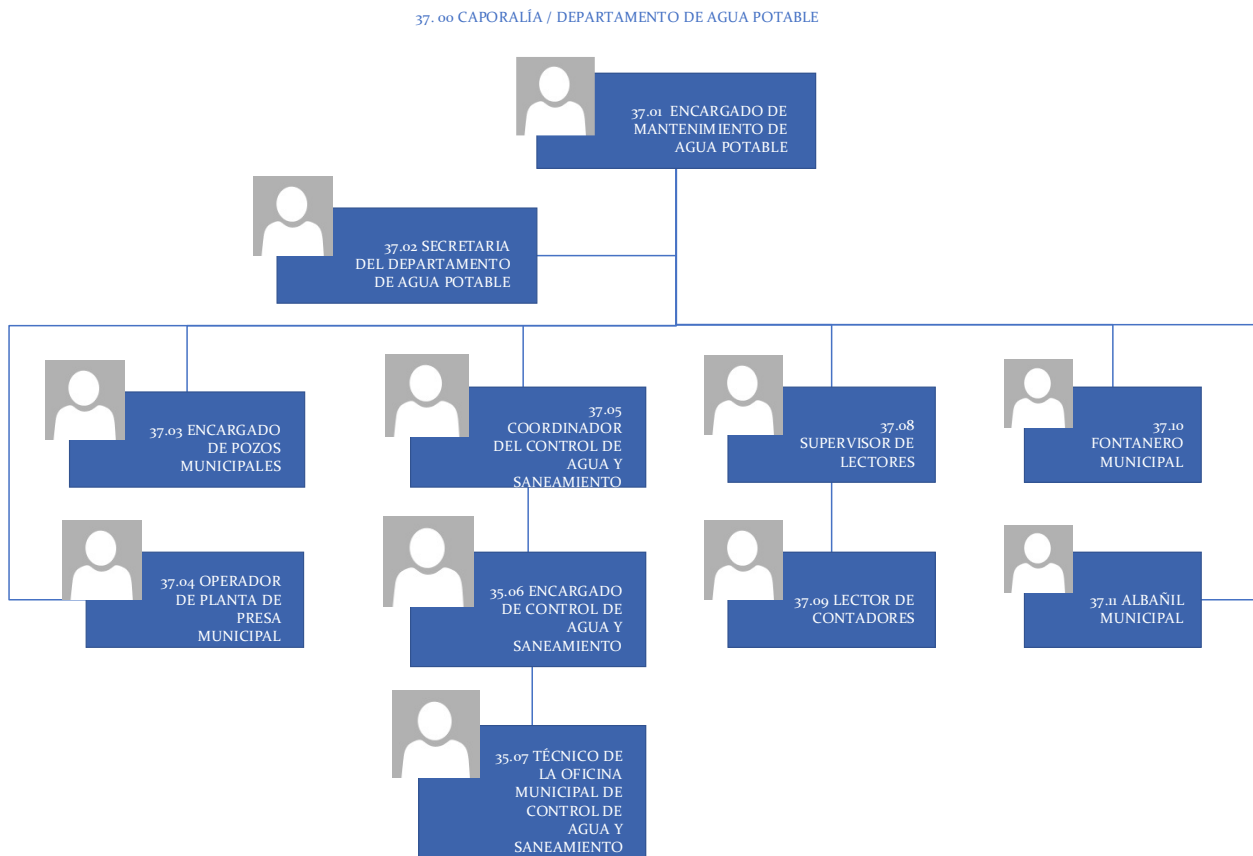 37. 00 CAPORALÍA / DEPARTAMENTO DE AGUA POTABLE
37.01 ENCARGADO DE
MANTENIMIENTO DE
AGUA POTABLE
37.02 SECRETARIA
DEL DEPARTAMENTO
DE AGUA POTABLE
37.03 ENCARGADO
DE POZOS
MUNICIPALES
37.05
COORDINADOR
DEL CONTROL DE
AGUA Y
SANEAMIENTO
37.08
SUPERVISOR DE
LECTORES
37.10
FONTANERO
MUNICIPAL
37.04 OPERADOR
DE PLANTA DE
PRESA
MUNICIPAL
35.06 ENCARGADO
DE CONTROL DE
AGUA Y
SANEAMIENTO
37.09 LECTOR DE
CONTADORES
37.11 ALBAÑIL
MUNICIPAL
35.07 TÉCNICO DE
LA OFICINA
MUNICIPAL DE
CONTROL DE
AGUA Y
SANEAMIENTO